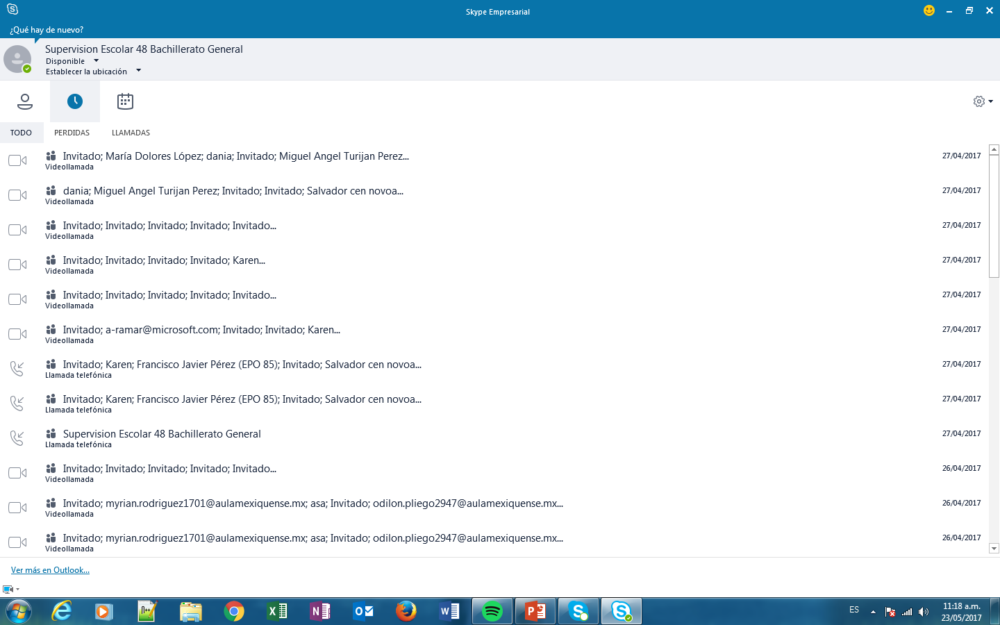 Skype Empresarial
¿Qué hay de nuevo?
Supervision Escolar 48 Bachillerato General
Disponible
Establecer la ubicación
TODO PERDIDAS LLAMADAS
Invitado; María Dolores López; dania; Invitado; Miguel Angel Turijan Perez... 27/04/2017
Videollamada
dania; Miguel Angel Turijan Perez; Invitado; Invitado; Salvador cen novoa... 27/04/2017
Videollamada
Invitado; Invitado; Invitado; Invitado; Invitado... 27/04/2017
Videollamada
Invitado; Invitado; Invitado; Invitado; Karen... 27/04/2017
Videollamada
Invitado; Invitado; Invitado; Invitado; Invitado... 27/04/2017
Videollamada
Invitado; a-ramar@microsoft.com; Invitado; Invitado; Karen... 27/04/2017
Videollamada
Invitado; Karen; Francisco Javier Pérez (EPO 85); Invitado; Salvador cen novoa... 27/04/2017
Llamada telefónica
Invitado; Karen; Francisco Javier Pérez (EPO 85); Invitado; Salvador cen novoa... 27/04/2017
Llamada telefónica
Supervision Escolar 48 Bachillerato General 27/04/2017
Llamada telefónica
Invitado; Invitado; Invitado; Invitado; Invitado... 26/04/2017
Videollamada
Invitado; myrian.rodriguez1701@aulamexiquense.mx; asa; Invitado; odilon.pliego2947@aulamexiquense.mx... 26/04/2017
Videollamada
Invitado; myrian.rodriguez1701@aulamexiquense.mx; asa; Invitado; odilon.pliego2947@aulamexiquense.mx... 26/04/2017
Videollamada
Ver más en Outlook...
ES 11:18 a.m.
23/05/2017